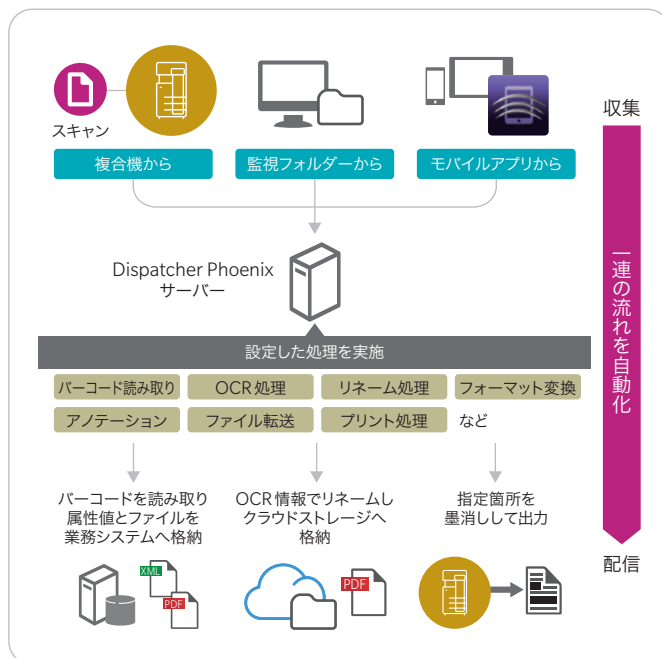 スキャン
複合機から
監視フォルダーから
モバイルアプリから
収集
Dispatcher Phoenix
サーバー
一連の流れを自動化
設定した処理を実施
バーコード読み取り
OCR 処理
リネーム処理
フォーマット変換
アノテーション
ファイル転送
プリント処理
など
バーコードを読み取り
属性値とファイルを
業務システムへ格納
OCR 情報でリネームし
クラウドストレージへ
格納
指定箇所を
墨消しして出力
配信
XML
PDF
PDF